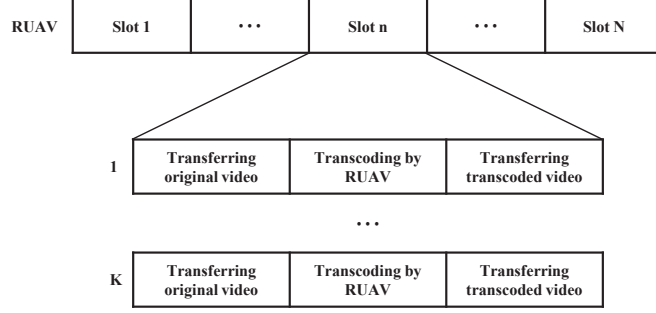 RUAV Slot 1 ··· Slot n ··· Slot N
1 Transferring original video Transcoding by RUAV Transferring transcoded video
···
K Transferring original video Transcoding by RUAV Transferring transcoded video